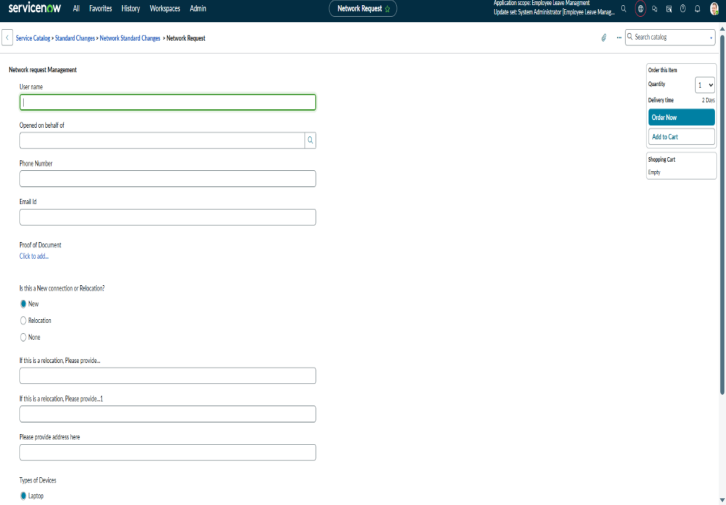 servicenow All Favorites History Workspaces Admin Network Request
Application scope: Employee Leave Managment
Update set: System Administrator [Employee Leave Manag...
Service Catalog > Standard Changes > Network Standard Changes > Network Request
Search catalog
Network request Management
User name
Opened on behalf of
Phone Number
Email Id
Proof of Document
Click to add...
Is this a New connection or Relocation?
New
Relocation
None
If this is a relocation, Please provide...
If this is a relocation, Please provide...1
Please provide address here
Types of Devices
Laptop
Order this Item
Quantity 1
Delivery time 2 Days
Order Now
Add to Cart
Shopping Cart
Empty